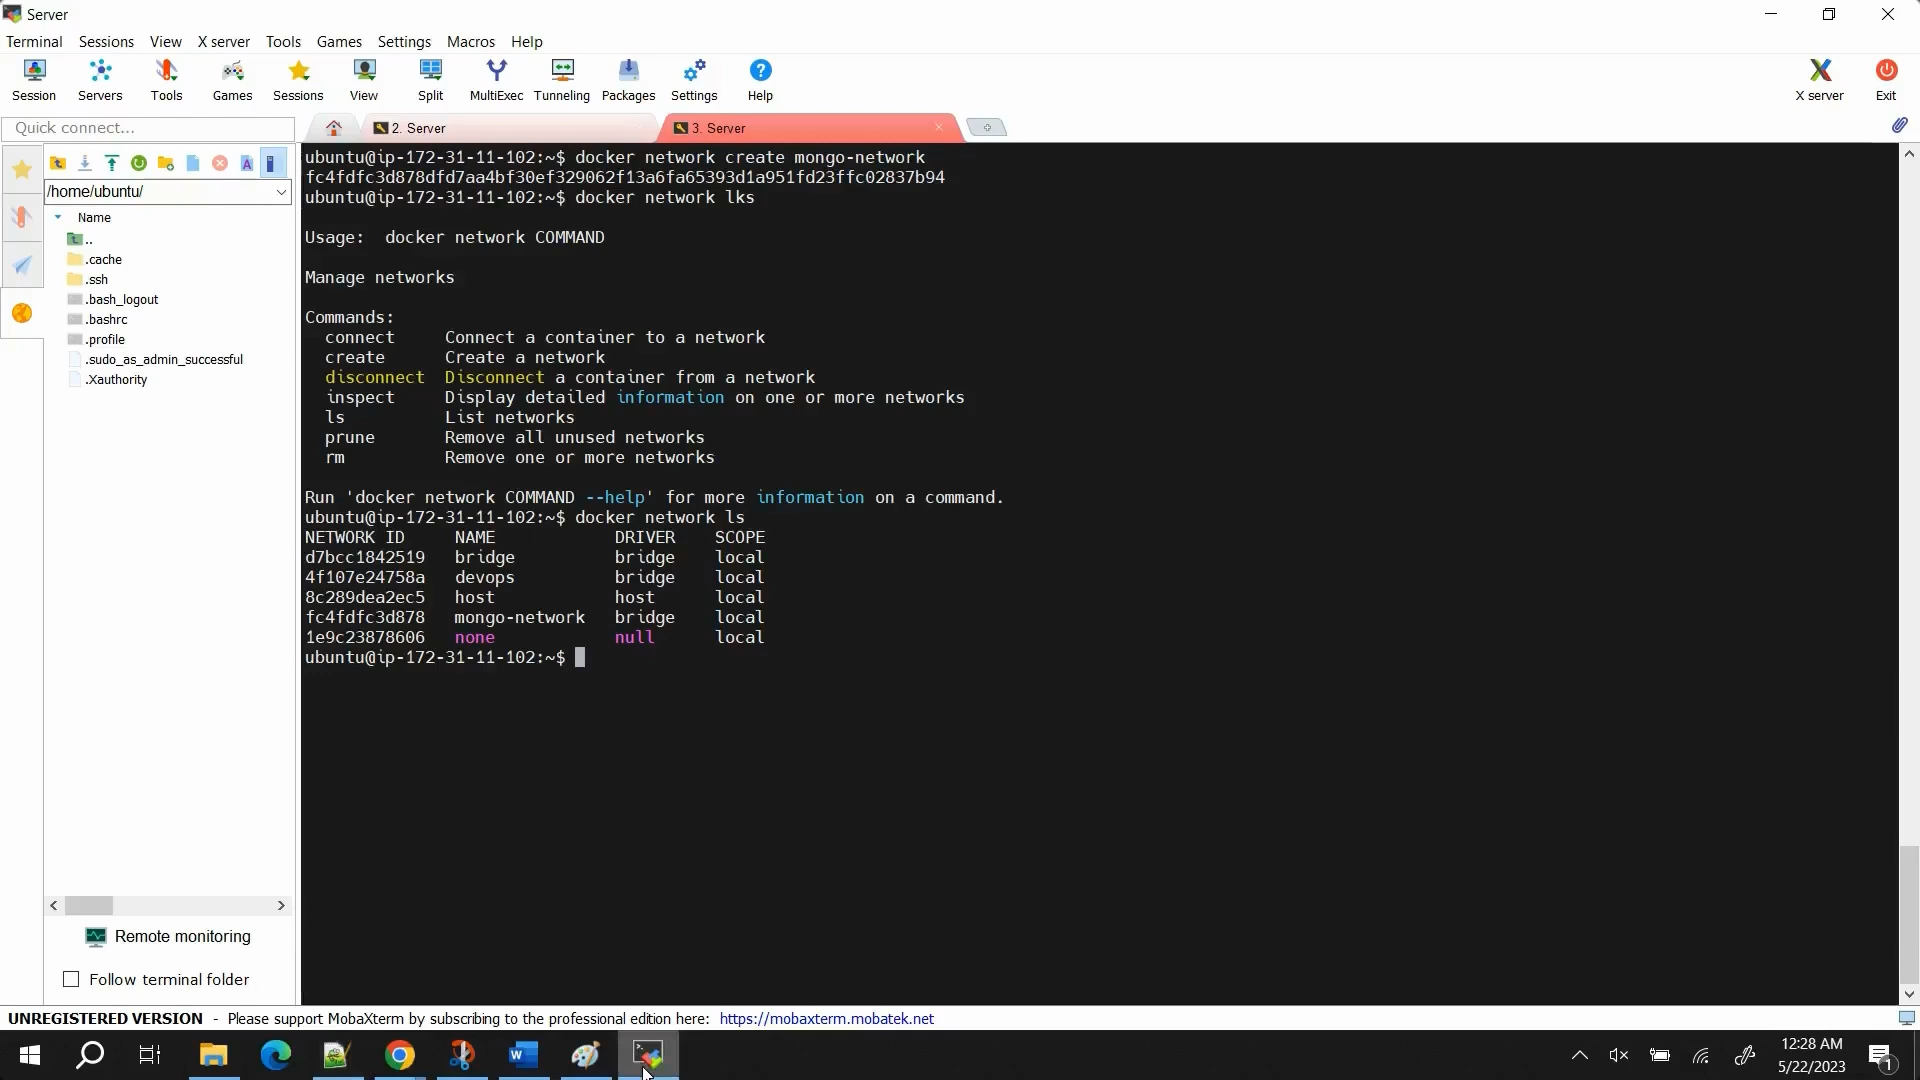 Server
Terminal Sessions View X server Tools Games Settings Macros Help
Session Servers Tools Games Sessions View Split MultiExec Tunneling Packages Settings Help X server Exit
Quick connect...
2. Server
3. Server
/home/ubuntu/
Name
..
.cache
.ssh
.bash_logout
.bashrc
.profile
.sudo_as_admin_successful
.Xauthority
Remote monitoring
Follow terminal folder
ubuntu@ip-172-31-11-102:~$ docker network create mongo-network
fc4fdfc3d878dfd7aa4bf30ef329062f13a6fa65393d1a951fd23ffc02837b94
ubuntu@ip-172-31-11-102:~$ docker network lks
Usage:  docker network COMMAND
Manage networks
Commands:
connect     Connect a container to a network
create      Create a network
disconnect  Disconnect a container from a network
inspect     Display detailed information on one or more networks
ls          List networks
prune       Remove all unused networks
rm          Remove one or more networks
Run 'docker network COMMAND --help' for more information on a command.
ubuntu@ip-172-31-11-102:~$ docker network ls
NETWORK ID     NAME            DRIVER    SCOPE
d7bcc1842519   bridge          bridge    local
4f107e24758a   devops          bridge    local
8c289dea2ec5   host            host      local
fc4fdfc3d878   mongo-network   bridge    local
1e9c23878606   none            null      local
ubuntu@ip-172-31-11-102:~$
UNREGISTERED VERSION - Please support MobaXterm by subscribing to the professional edition here: https://mobaxterm.mobatek.net
12:28 AM
5/22/2023
1